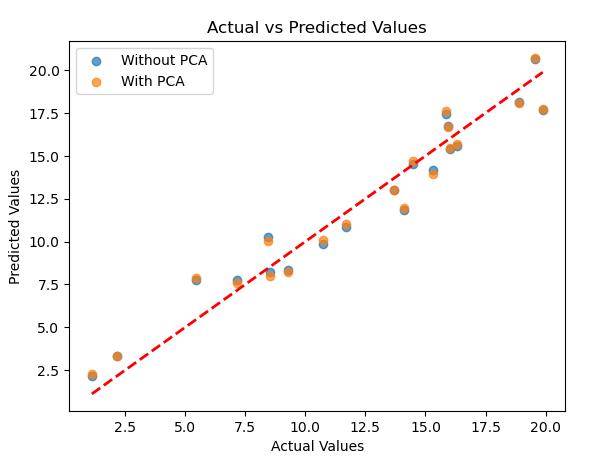 Actual vs Predicted Values
Without PCA
With PCA
Predicted Values
20.0
17.5
15.0
12.5
10.0
7.5
5.0
2.5
2.5 5.0 7.5 10.0 12.5 15.0 17.5 20.0
Actual Values